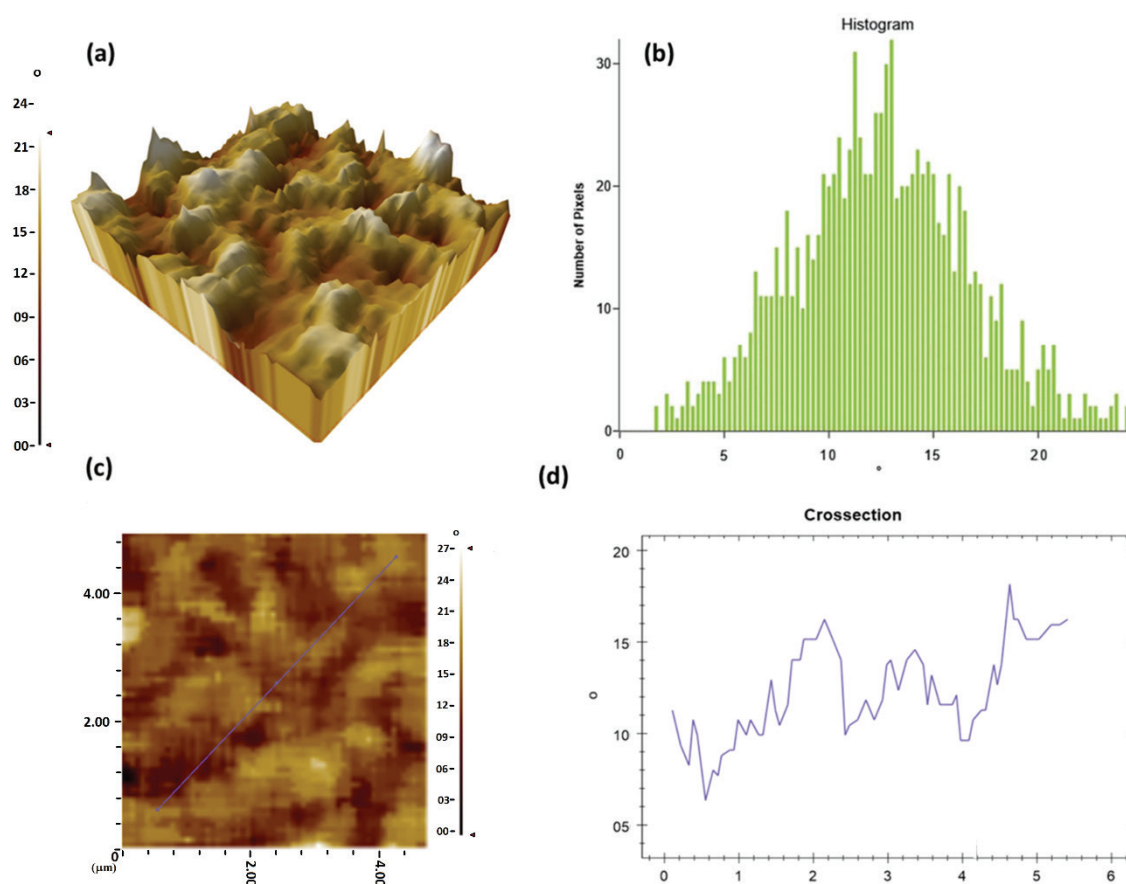 (a)
o
24-
21-
18-
15-
12-
09-
06-
03-
00-
Histogram
(b)
Number of Pixels
30
20
10
0
0 5 10 15 20
°
(c)
4.00
2.00
0
(μm)
2.00
4.00
o
27-
24-
21-
18-
15-
12-
09-
06-
03-
00-
(d)
Crossection
20
15
10
05
o
0 1 2 3 4 5 6